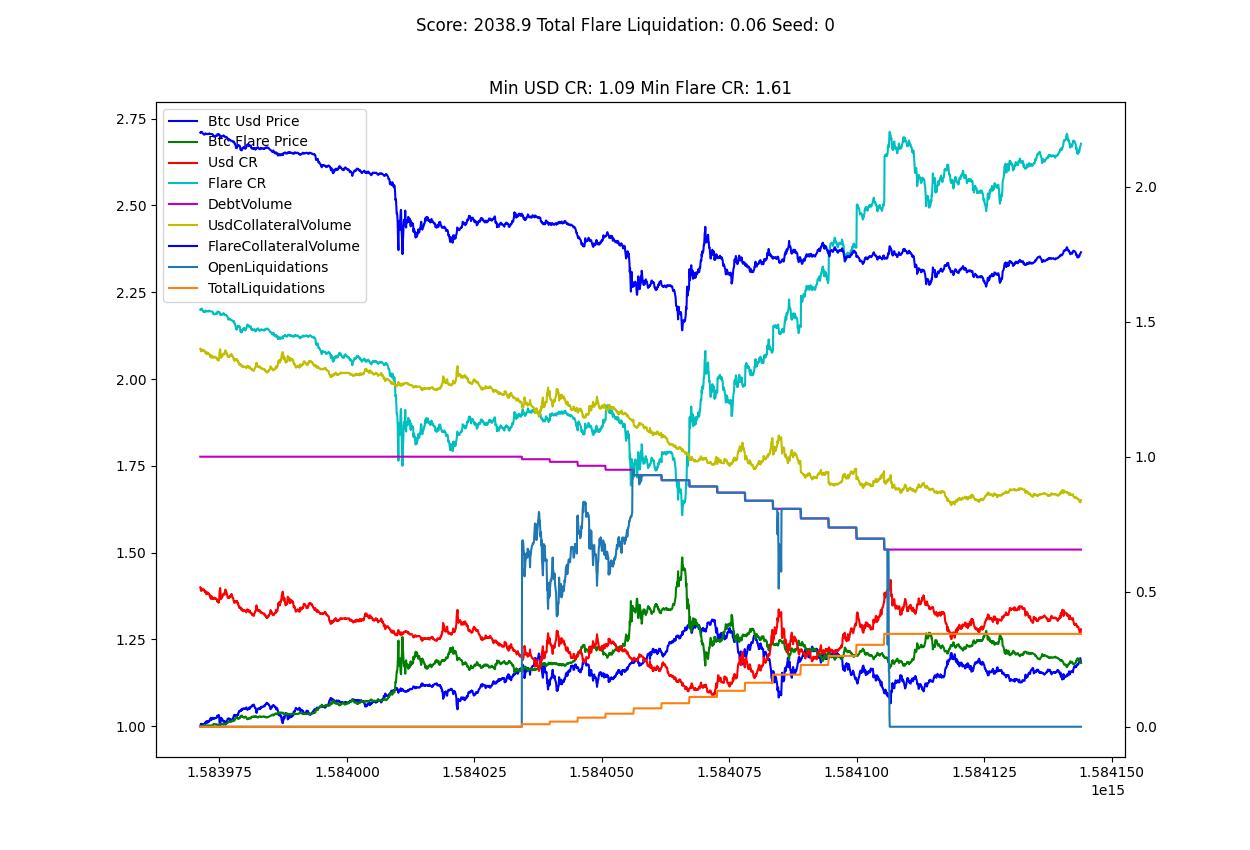 Score: 2038.9 Total Flare Liquidation: 0.06 Seed: 0
Min USD CR: 1.09 Min Flare CR: 1.61
Btc Usd Price
Btc Flare Price
Usd CR
Flare CR
DebtVolume
UsdCollateralVolume
FlareCollateralVolume
OpenLiquidations
TotalLiquidations
2.75
2.50
2.25
2.00
1.75
1.50
1.25
1.00
2.0
1.5
1.0
0.5
0.0
1.583975 1.584000 1.584025 1.584050 1.584075 1.584100 1.584125 1.584150
1e15